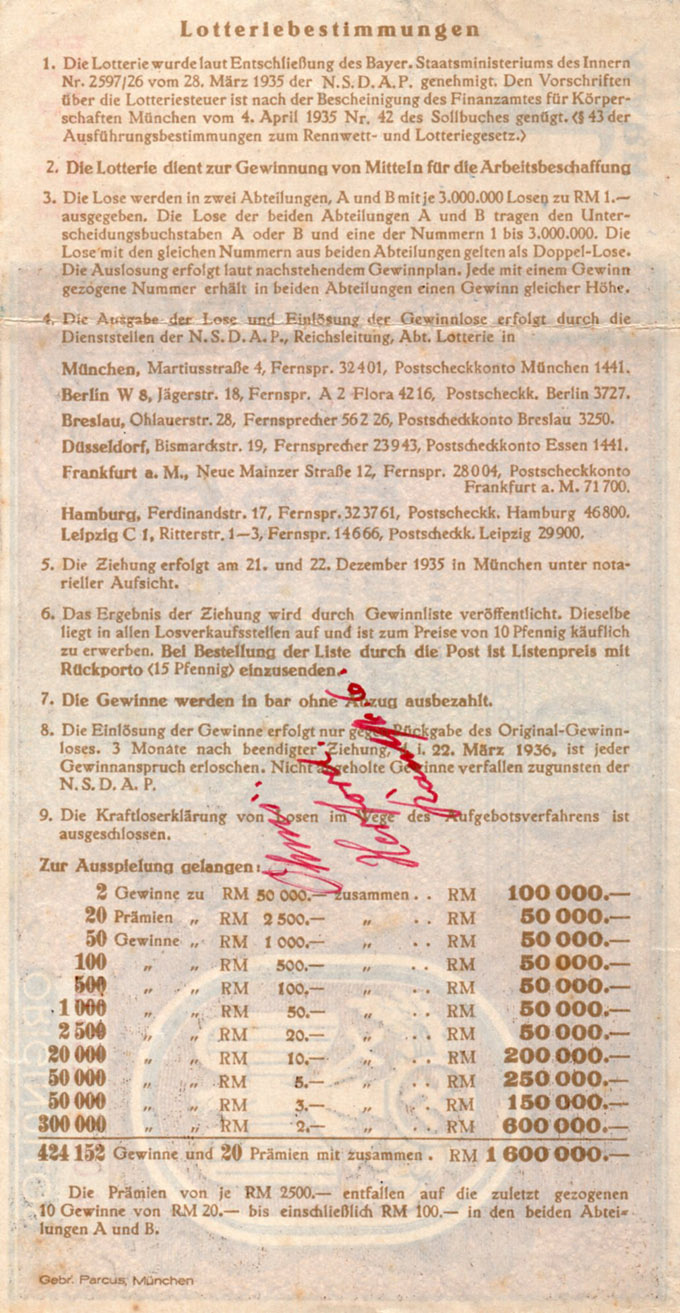 Lotteriebestimmungen
1. Die Lotterie wurde laut Entschließung des Bayer. Staatsministeriums des Innern
Nr. 2597/26 vom 28. März 1935 der N.S.D.A.P. genehmigt. Den Vorschriften
über die Lotteriesteuer ist nach der Bescheinigung des Finanzamtes für Körper-
schaften München vom 4. April 1935 Nr. 42 des Sollbuches genügt. (§ 43 der
Ausführungsbestimmungen zum Rennwett- und Lotteriegesetz.)
2. Die Lotterie dient zur Gewinnung von Mitteln für die Arbeitsbeschaffung
3. Die Lose werden in zwei Abteilungen, A und B mit je 3.000.000 Losen zu RM 1.—
ausgegeben. Die Lose der beiden Abteilungen A und B tragen den Unter-
scheidungsbuchstaben A oder B und eine der Nummern 1 bis 3.000.000. Die
Lose mit den gleichen Nummern aus beiden Abteilungen gelten als Doppel-Lose.
Die Auslosung erfolgt laut nachstehendem Gewinnplan. Jede mit einem Gewinn
gezogene Nummer erhält in beiden Abteilungen einen Gewinn gleicher Höhe.
4. Die Ausgabe der Lose und Einlösung der Gewinnlose erfolgt durch die
Dienststellen der N.S.D.A.P., Reichsleitung, Abt. Lotterie in
München, Martiusstraße 4, Fernspr. 32401, Postscheckkonto München 1441.
Berlin W 8, Jägerstr. 18, Fernspr. A 2 Flora 4216, Postscheckk. Berlin 3727.
Breslau, Ohlauerstr. 28, Fernsprecher 562 26, Postscheckkonto Breslau 3250.
Düsseldorf, Bismarckstr. 19, Fernsprecher 23943, Postscheckkonto Essen 1441.
Frankfurt a. M., Neue Mainzer Straße 12, Fernspr. 28004, Postscheckkonto
Frankfurt a. M. 71700.
Hamburg, Ferdinandstr. 17, Fernspr. 323761, Postscheckk. Hamburg 46800.
Leipzig C 1, Ritterstr. 1—3, Fernspr. 14666, Postscheckk. Leipzig 29900.
5. Die Ziehung erfolgt am 21. und 22. Dezember 1935 in München unter nota-
rieller Aufsicht.
6. Das Ergebnis der Ziehung wird durch Gewinnliste veröffentlicht. Dieselbe
liegt in allen Losverkaufsstellen auf und ist zum Preise von 10 Pfennig käuflich
zu erwerben. Bei Bestellung der Liste durch die Post ist Listenpreis mit
Rückporto (15 Pfennig) einzusenden.
7. Die Gewinne werden in bar ohne Abzug ausbezahlt.
8. Die Einlösung der Gewinne erfolgt nur gegen Rückgabe des Original-Gewinn-
loses. 3 Monate nach beendigter Ziehung, d. i. 22. März 1936, ist jeder
Gewinnanspruch erloschen. Nicht abgeholte Gewinne verfallen zugunsten der
N.S.D.A.P.
9. Die Kraftloserklärung von Losen im Wege des Aufgebotsverfahrens ist
ausgeschlossen.
Zur Ausspielung gelangen:
2 Gewinne zu RM 50 000.— zusammen . . RM 100 000.—
20 Prämien „ RM 2 500.— „ . . RM 50 000.—
50 Gewinne „ RM 1 000.— „ . . RM 50 000.—
100 „ „ RM 500.— „ . . RM 50 000.—
500 „ „ RM 100.— „ . . RM 50 000.—
1 000 „ „ RM 50.— „ . . RM 50 000.—
2 500 „ „ RM 20.— „ . . RM 50 000.—
20 000 „ „ RM 10.— „ . . RM 200 000.—
50 000 „ „ RM 5.— „ . . RM 250 000.—
50 000 „ „ RM 3.— „ . . RM 150 000.—
300 000 „ „ RM 2.— „ . . RM 600 000.—
424 152 Gewinne und 20 Prämien mit zusammen . RM 1 600 000.—
Die Prämien von je RM 2500.— entfallen auf die zuletzt gezogenen
10 Gewinne von RM 20.— bis einschließlich RM 100.— in den beiden Abtei-
lungen A und B.
Gebr. Parcus, München